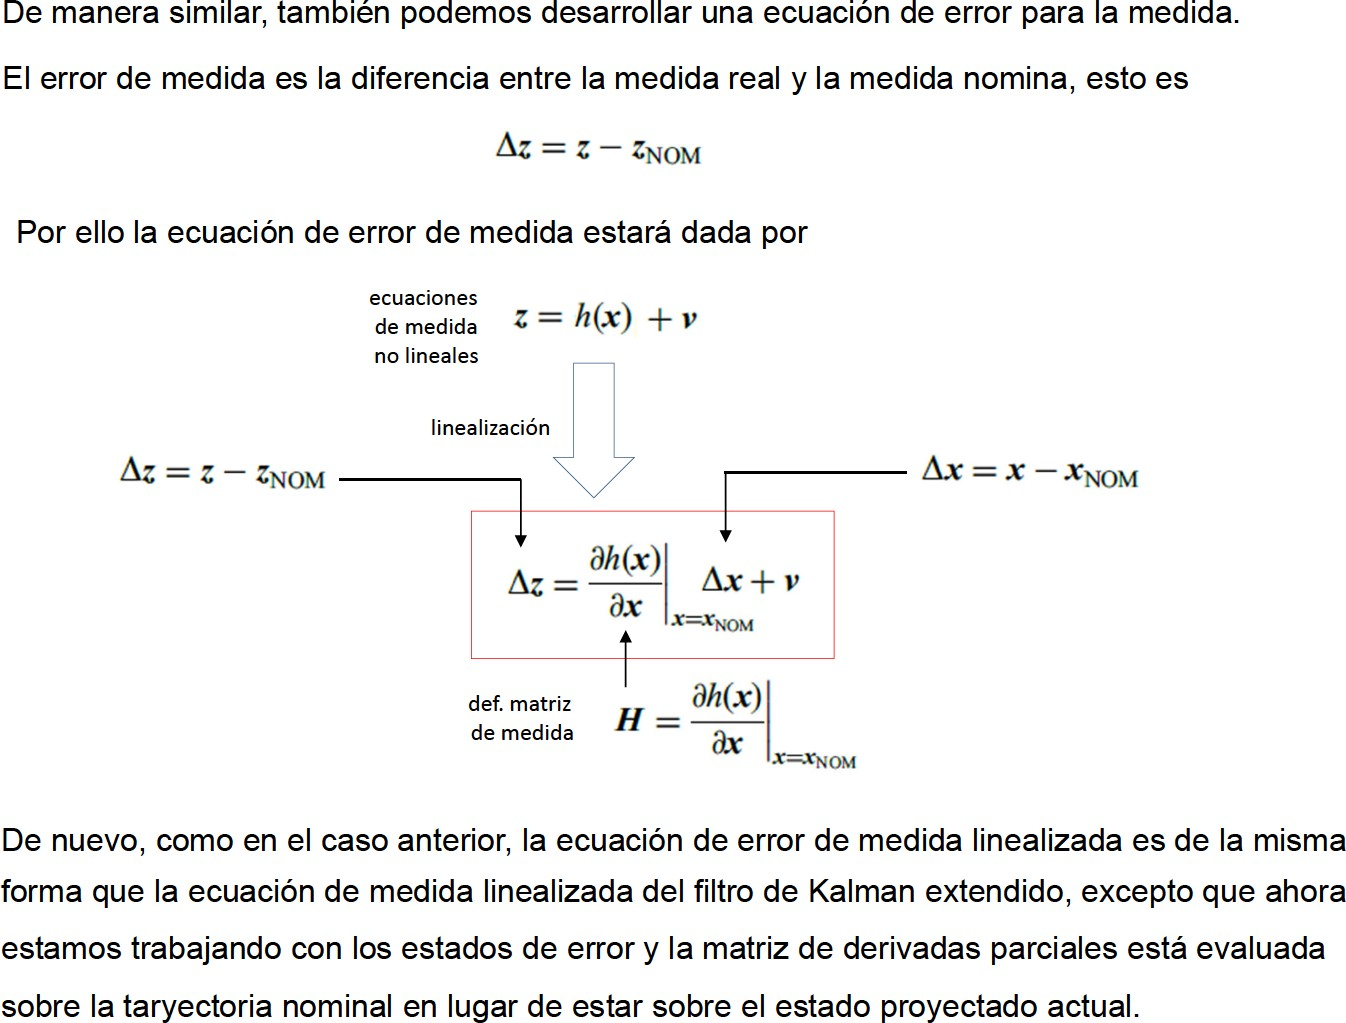 De manera similar, también podemos desarrollar una ecuación de error para la medida.
El error de medida es la diferencia entre la medida real y la medida nomina, esto es
Δz = z − z_NOM
Por ello la ecuación de error de medida estará dada por
ecuaciones
de medida
no lineales
z = h(x) + v
linealización
Δz = z − z_NOM
Δx = x − x_NOM
Δz = ∂h(x)/∂x |x=x_NOM Δx + v
def. matriz
de medida
H = ∂h(x)/∂x |x=x_NOM
De nuevo, como en el caso anterior, la ecuación de error de medida linealizada es de la misma
forma que la ecuación de medida linealizada del filtro de Kalman extendido, excepto que ahora
estamos trabajando con los estados de error y la matriz de derivadas parciales está evaluada
sobre la taryectoria nominal en lugar de estar sobre el estado proyectado actual.